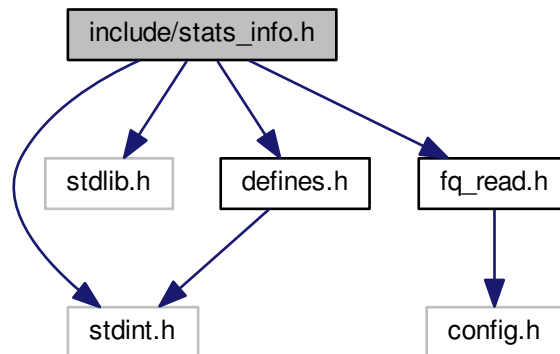 include/stats_info.h
stdlib.h
defines.h
fq_read.h
stdint.h
config.h